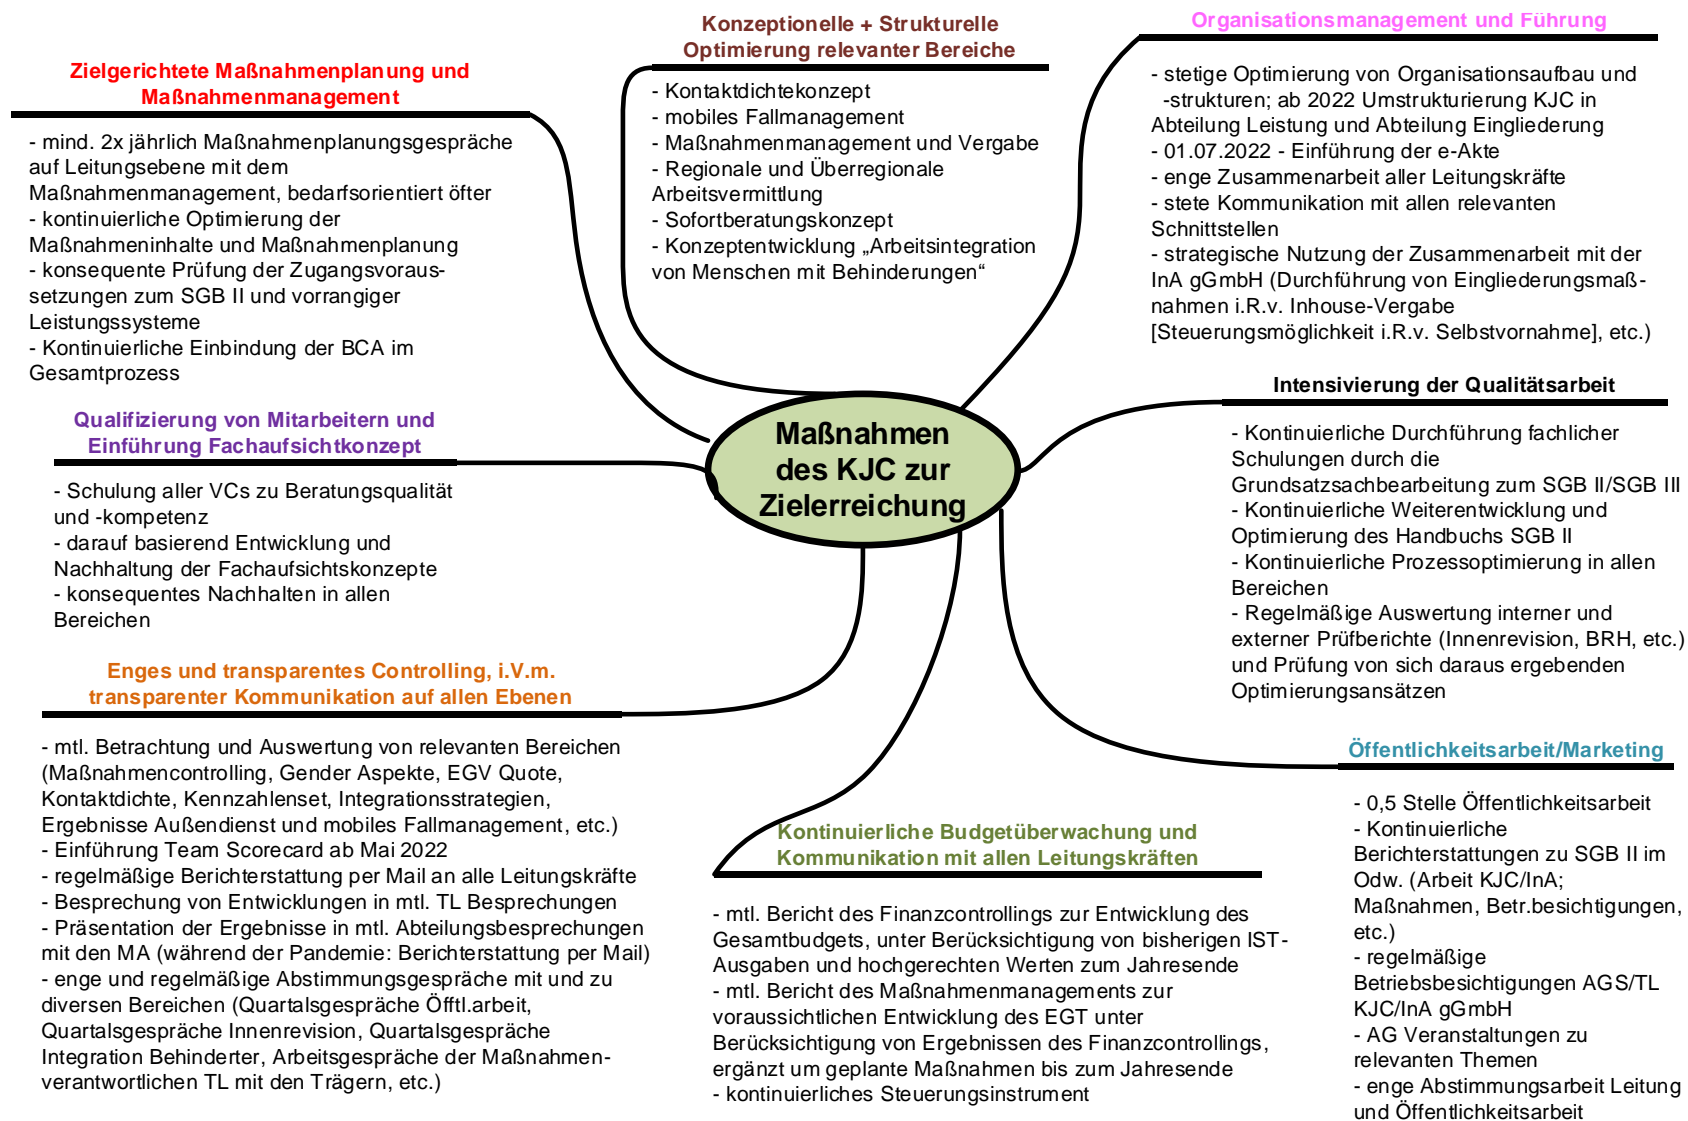 Zielgerichtete Maßnahmenplanung und
Maßnahmenmanagement
- mind. 2x jährlich Maßnahmenplanungsgespräche
auf Leitungsebene mit dem
Maßnahmenmanagement, bedarfsorientiert öfter
- kontinuierliche Optimierung der
Maßnahmeninhalte und Maßnahmenplanung
- konsequente Prüfung der Zugangsvoraus-
setzungen zum SGB II und vorrangiger
Leistungssysteme
- Kontinuierliche Einbindung der BCA im
Gesamtprozess
Konzeptionelle + Strukturelle
Optimierung relevanter Bereiche
- Kontaktdichtekonzept
- mobiles Fallmanagement
- Maßnahmenmanagement und Vergabe
- Regionale und Überregionale
Arbeitsvermittlung
- Sofortberatungskonzept
- Konzeptentwicklung „Arbeitsintegration
von Menschen mit Behinderungen“
Organisationsmanagement und Führung
- stetige Optimierung von Organisationsaufbau und
-strukturen; ab 2022 Umstrukturierung KJC in
Abteilung Leistung und Abteilung Eingliederung
- 01.07.2022 - Einführung der e-Akte
- enge Zusammenarbeit aller Leitungskräfte
- stete Kommunikation mit allen relevanten
Schnittstellen
- strategische Nutzung der Zusammenarbeit mit der
InA gGmbH (Durchführung von Eingliederungsmaß-
nahmen i.R.v. Inhouse-Vergabe
[Steuerungsmöglichkeit i.R.v. Selbstvornahme], etc.)
Maßnahmen
des KJC zur
Zielerreichung
Qualifizierung von Mitarbeitern und
Einführung Fachaufsichtkonzept
- Schulung aller VCs zu Beratungsqualität
und -kompetenz
- darauf basierend Entwicklung und
Nachhaltung der Fachaufsichtskonzepte
- konsequentes Nachhalten in allen
Bereichen
Intensivierung der Qualitätsarbeit
- Kontinuierliche Durchführung fachlicher
Schulungen durch die
Grundsatzsachbearbeitung zum SGB II/SGB III
- Kontinuierliche Weiterentwicklung und
Optimierung des Handbuchs SGB II
- Kontinuierliche Prozessoptimierung in allen
Bereichen
- Regelmäßige Auswertung interner und
externer Prüfberichte (Innenrevision, BRH, etc.)
und Prüfung von sich daraus ergebenden
Optimierungsansätzen
Enges und transparentes Controlling, i.V.m.
transparenter Kommunikation auf allen Ebenen
- mtl. Betrachtung und Auswertung von relevanten Bereichen
(Maßnahmencontrolling, Gender Aspekte, EGV Quote,
Kontaktdichte, Kennzahlenset, Integrationsstrategien,
Ergebnisse Außendienst und mobiles Fallmanagement, etc.)
- Einführung Team Scorecard ab Mai 2022
- regelmäßige Berichterstattung per Mail an alle Leitungskräfte
- Besprechung von Entwicklungen in mtl. TL Besprechungen
- Präsentation der Ergebnisse in mtl. Abteilungsbesprechungen
mit den MA (während der Pandemie: Berichterstattung per Mail)
- enge und regelmäßige Abstimmungsgespräche mit und zu
diversen Bereichen (Quartalsgespräche Öfftl.arbeit,
Quartalsgespräche Innenrevision, Quartalsgespräche
Integration Behinderter, Arbeitsgespräche der Maßnahmen-
verantwortlichen TL mit den Trägern, etc.)
Kontinuierliche Budgetüberwachung und
Kommunikation mit allen Leitungskräften
- mtl. Bericht des Finanzcontrollings zur Entwicklung des
Gesamtbudgets, unter Berücksichtigung von bisherigen IST-
Ausgaben und hochgerechten Werten zum Jahresende
- mtl. Bericht des Maßnahmenmanagements zur
voraussichtlichen Entwicklung des EGT unter
Berücksichtigung von Ergebnissen des Finanzcontrollings,
ergänzt um geplante Maßnahmen bis zum Jahresende
- kontinuierliches Steuerungsinstrument
Öffentlichkeitsarbeit/Marketing
- 0,5 Stelle Öffentlichkeitsarbeit
- Kontinuierliche
Berichterstattungen zu SGB II im
Odw. (Arbeit KJC/InA;
Maßnahmen, Betr.besichtigungen,
etc.)
- regelmäßige
Betriebsbesichtigungen AGS/TL
KJC/InA gGmbH
- AG Veranstaltungen zu
relevanten Themen
- enge Abstimmungsarbeit Leitung
und Öffentlichkeitsarbeit